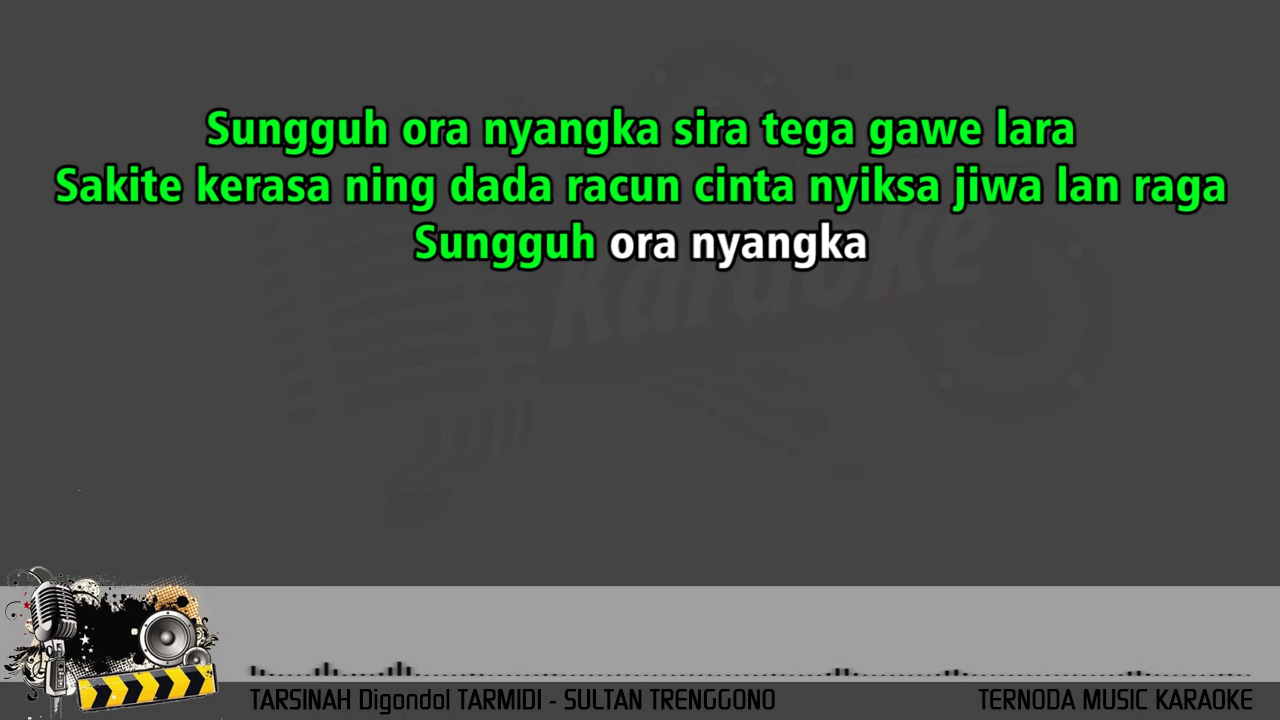 Sungguh ora nyangka sira tega gawe lara
Sakite kerasa ning dada racun cinta nyiksa jiwa lan raga
Sungguh ora nyangka
Karaoke
TARSINAH Digondol TARMIDI - SULTAN TRENGGONO
TERNODA MUSIC KARAOKE